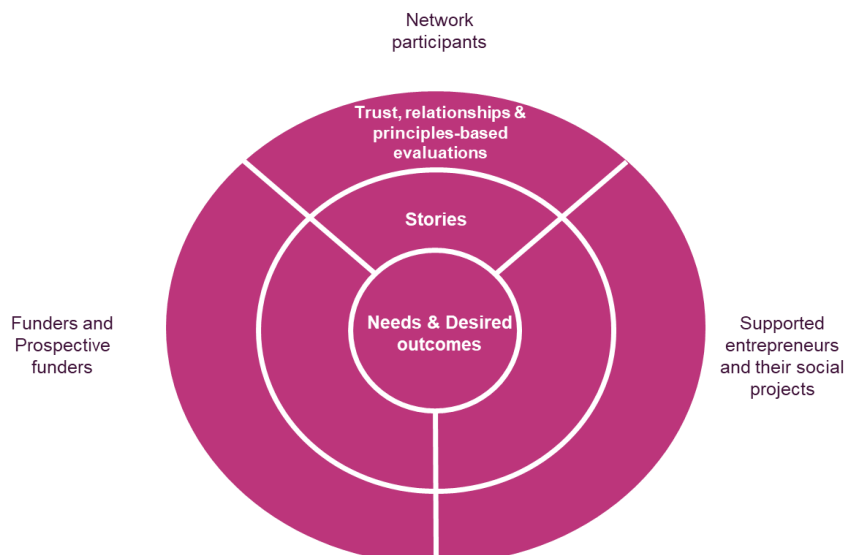 Network
participants
Trust, relationships &
principles-based
evaluations
Stories
Needs & Desired
outcomes
Funders and
Prospective
funders
Supported
entrepreneurs
and their social
projects